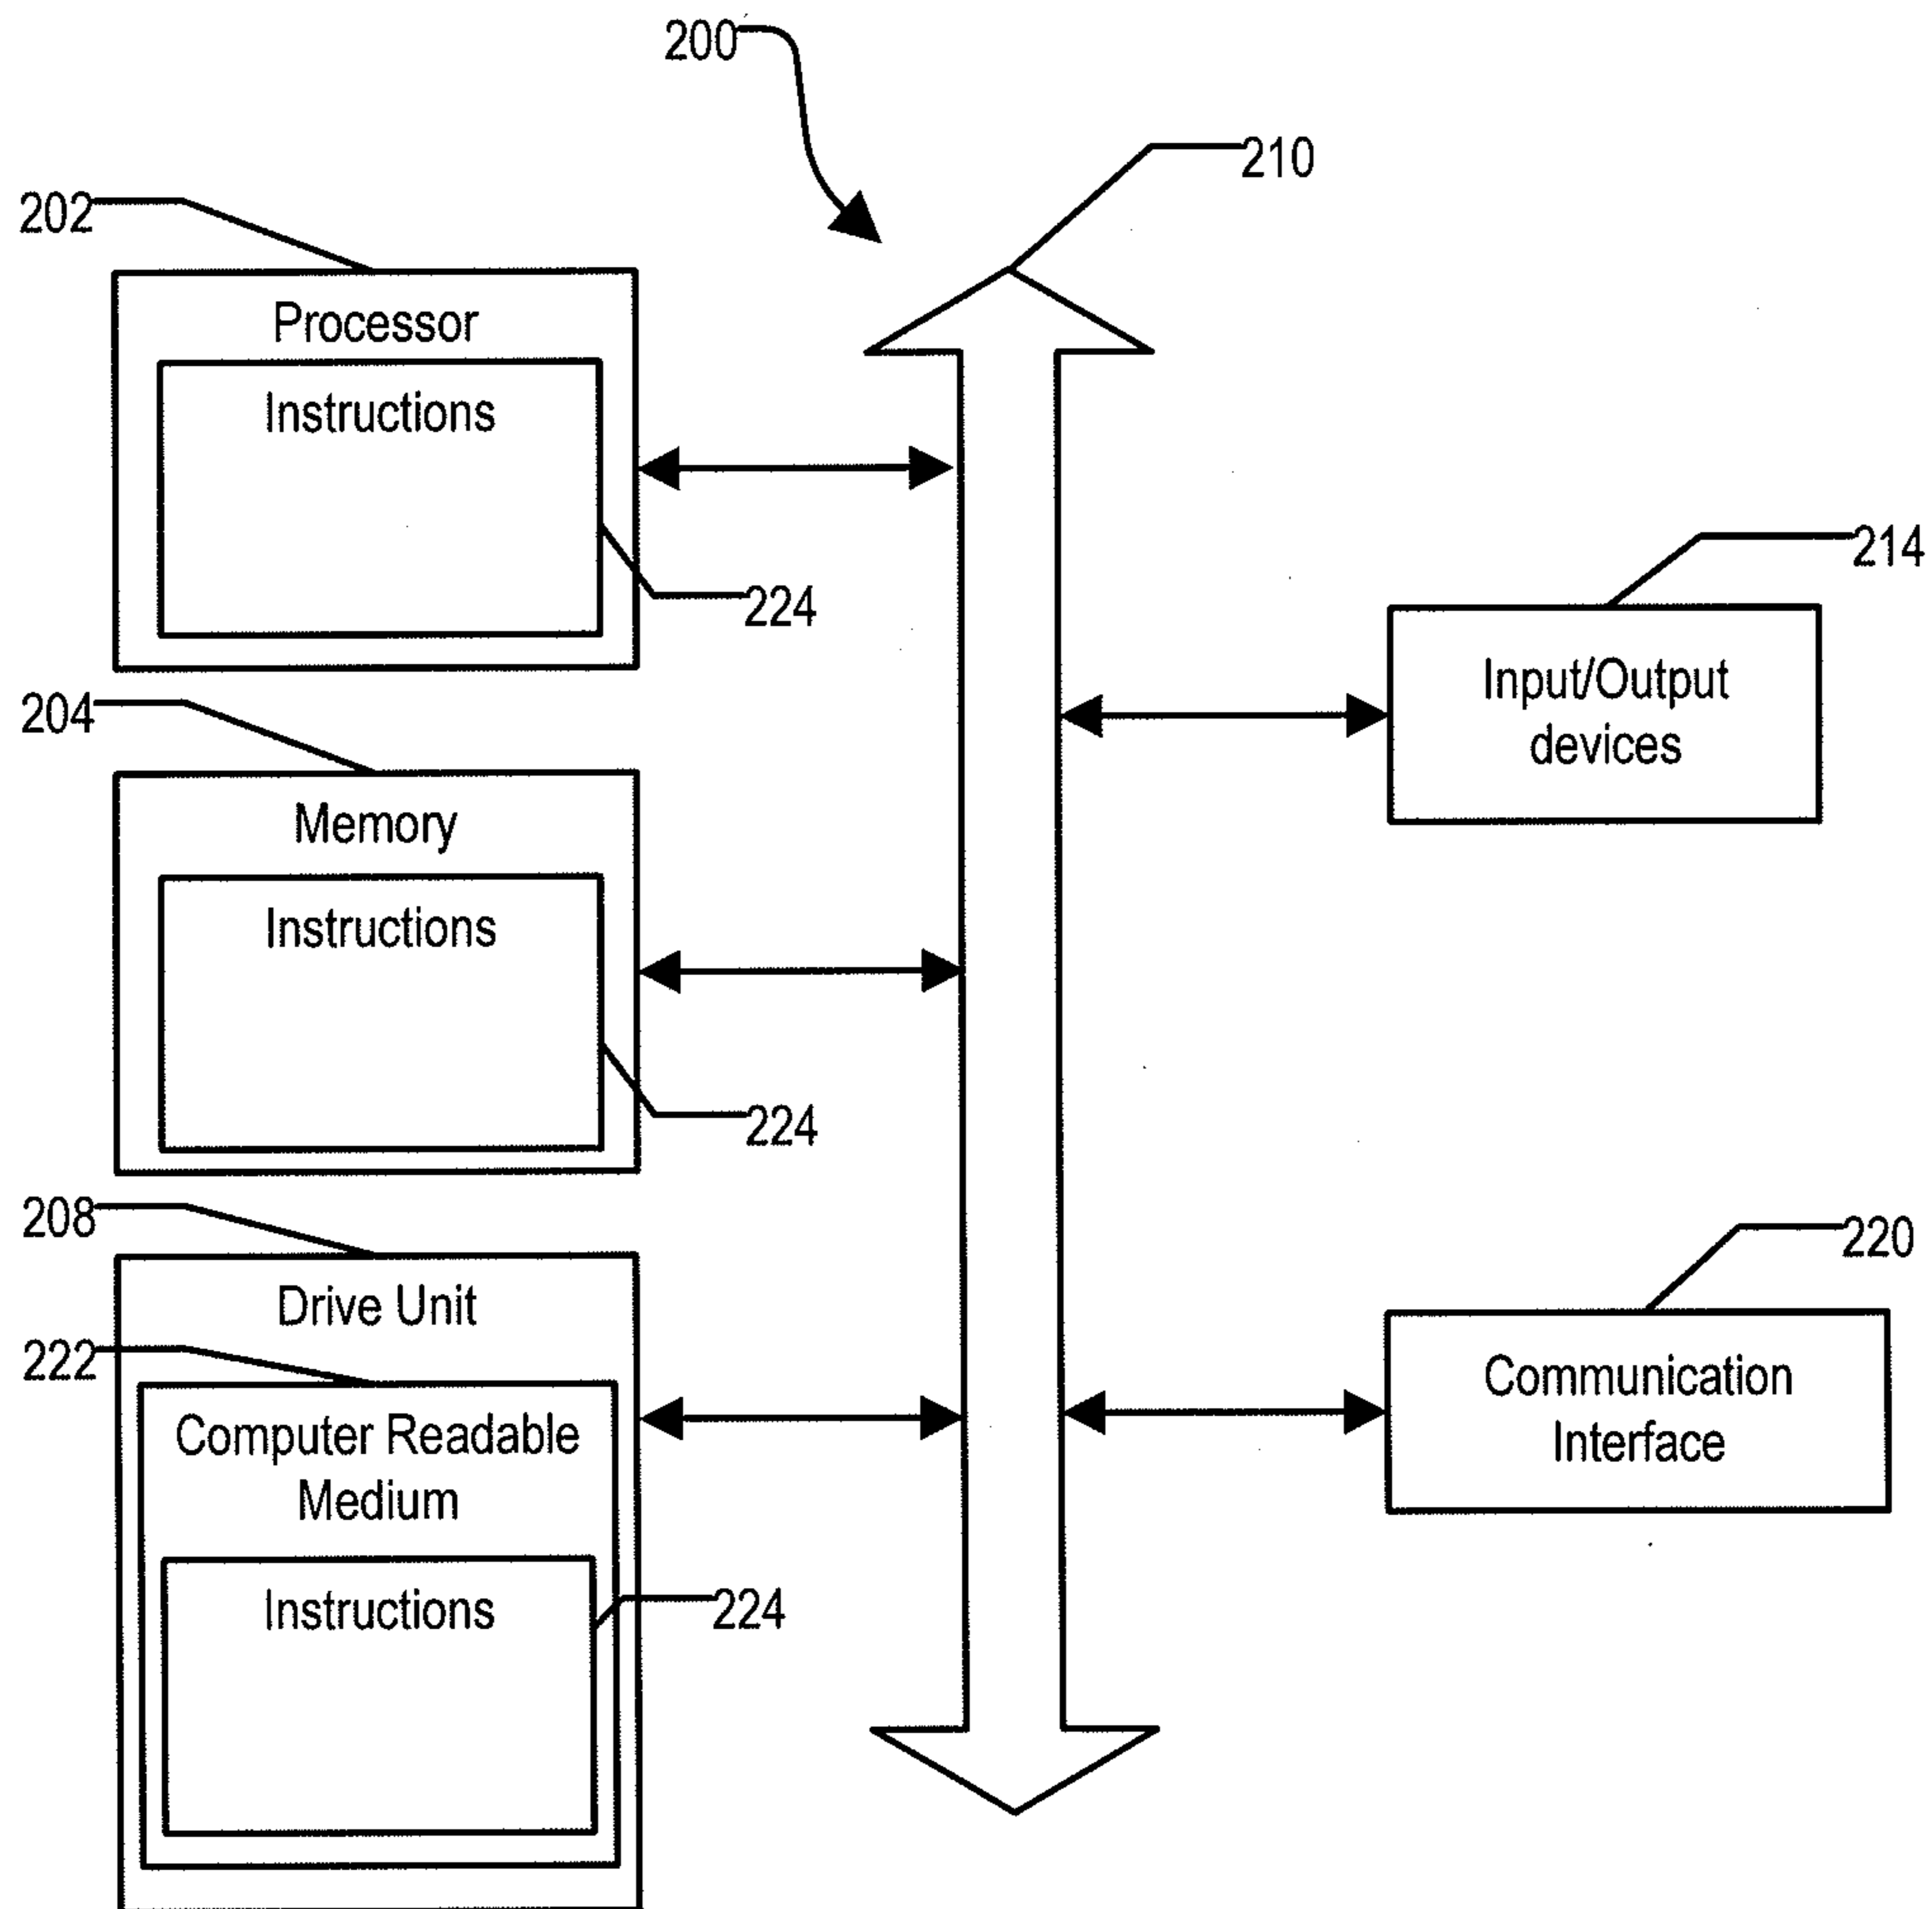 200
210
202
Processor
Instructions
224
214
Input/Output
devices
204
Memory
Instructions
224
208
Drive Unit
220
222
Communication
Interface
Computer Readable
Medium
Instructions
224